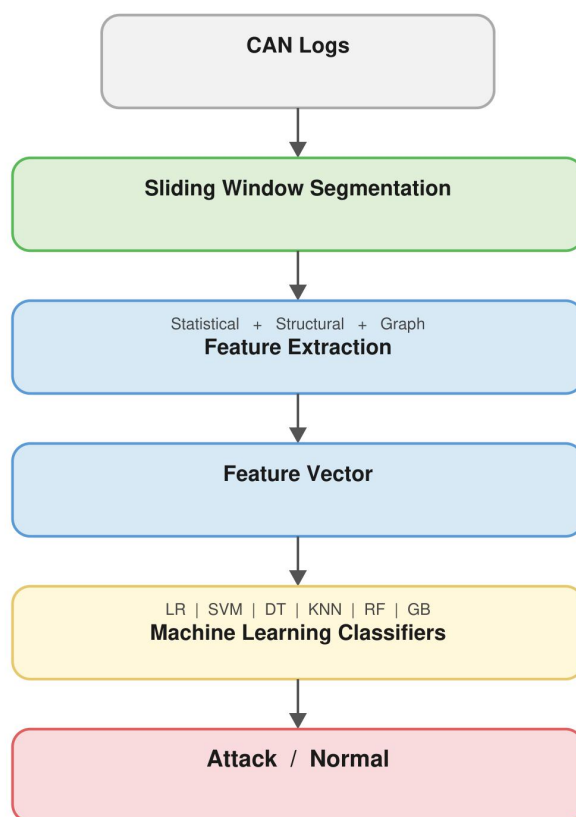 CAN Logs
Sliding Window Segmentation
Statistical + Structural + Graph
Feature Extraction
Feature Vector
LR | SVM | DT | KNN | RF | GB
Machine Learning Classifiers
Attack / Normal